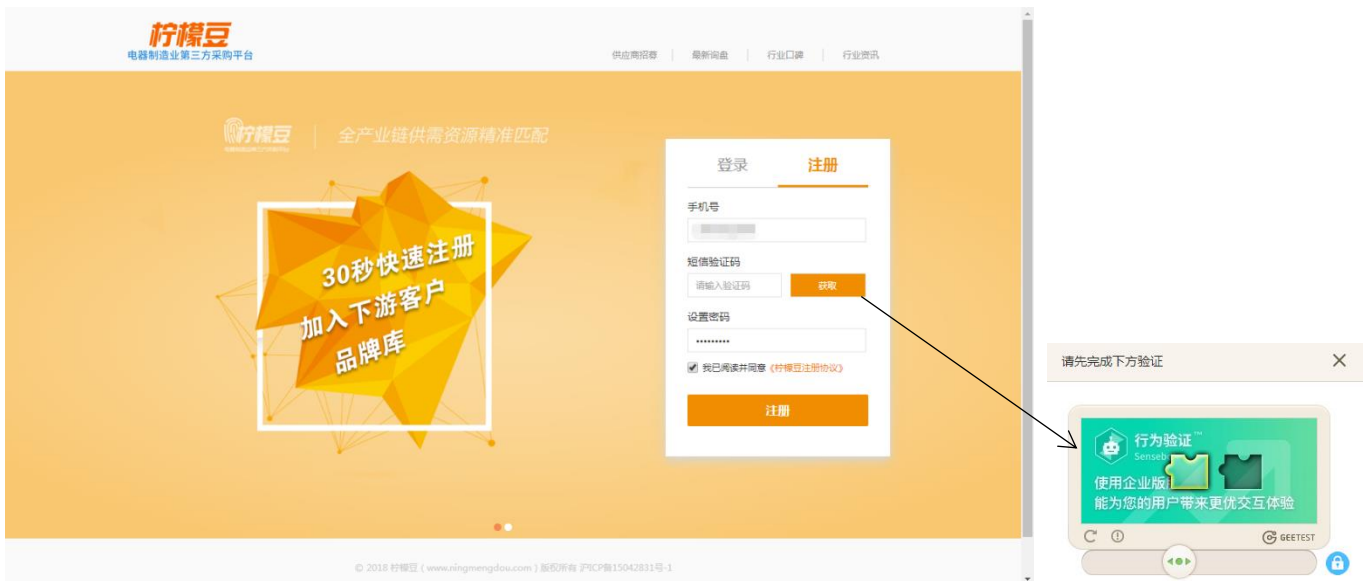 柠檬豆
电器制造业第三方采购平台
供应商招募
最新询盘
行业口碑
行业资讯
柠檬豆
全产业链供需资源精准匹配
30秒快速注册
加入下游客户
品牌库
登录
注册
手机号
短信验证码
请输入验证码
获取
设置密码
我已阅读并同意《柠檬豆注册协议》
注册
© 2018 柠檬豆 ( www.ningmengdou.com ) 版权所有 沪ICP备15042831号-1
请先完成下方验证
行为验证™
使用企业版
能为您的用户带来更优交互体验
GEETEST